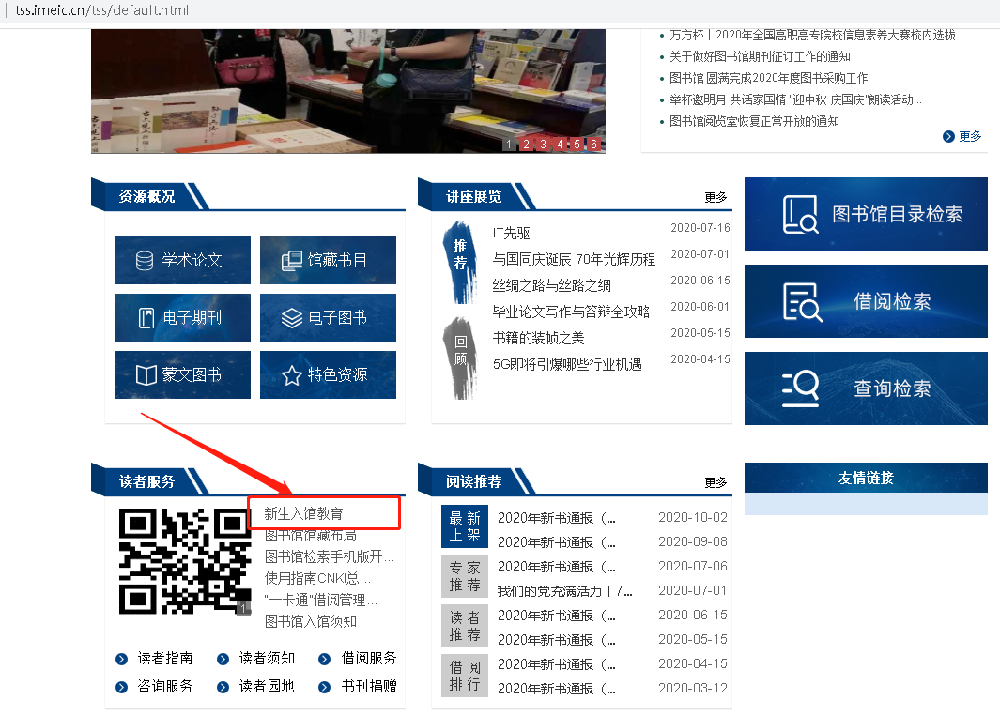 tss.imeic.cn/tss/default.html
万方杯丨2020年全国高职高专院校信息素养大赛校内选拔...
关于做好图书馆期刊征订工作的通知
图书馆 圆满完成2020年度图书采购工作
举杯邀明月·共话家国情 "迎中秋·庆国庆"朗读活动...
图书馆阅览室恢复正常开放的通知
更多
1 2 3 4 5 6
资源概况
学术论文
馆藏书目
电子期刊
电子图书
蒙文图书
特色资源
讲座展览
更多
推荐
回顾
IT先驱 2020-07-16
与国同庆诞辰 70年光辉历程 2020-07-01
丝绸之路与丝路之绸 2020-06-15
毕业论文写作与答辩全攻略 2020-06-01
书籍的装帧之美 2020-05-15
5G即将引爆哪些行业机遇 2020-04-15
图书馆目录检索
借阅检索
查询检索
读者服务
新生入馆教育
图书馆馆藏布局
图书馆检索手机版开...
使用指南CNKI总...
"一卡通"借阅管理...
图书馆入馆须知
1
读者指南
读者须知
借阅服务
咨询服务
读者园地
书刊捐赠
阅读推荐
更多
最新
上架
专家
推荐
读者
推荐
借阅
排行
2020年新书通报（... 2020-10-02
2020年新书通报（... 2020-09-08
2020年新书通报（... 2020-07-06
我们的党充满活力丨7... 2020-07-01
2020年新书通报（... 2020-06-15
2020年新书通报（... 2020-05-15
2020年新书通报（... 2020-04-15
2020年新书通报（... 2020-03-12
友情链接